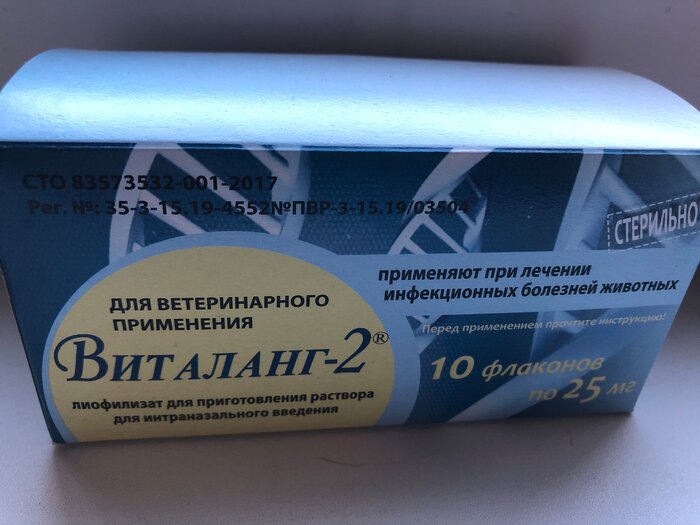 СТО 83573532-001-2017
Рег. №: 35-3-15.19-4552№ПВР-3-15.19/03504
СТЕРИЛЬНО
применяют при лечении
инфекционных болезней животных
Перед применением прочтите инструкцию!
ДЛЯ ВЕТЕРИНАРНОГО
ПРИМЕНЕНИЯ
ВИТАЛАНГ-2®
лиофилизат для приготовления раствора
для интраназального введения
10 флаконов
по 25 мг